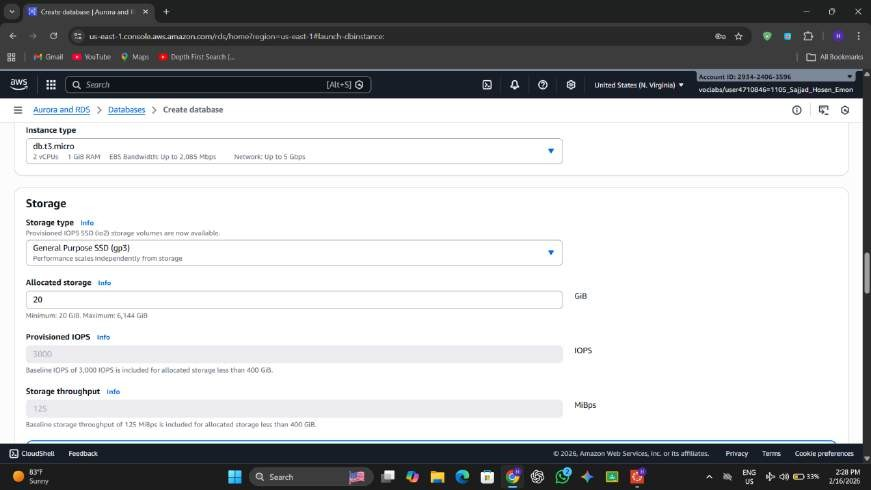 Create database | Aurora and R
us-east-1.console.aws.amazon.com/rds/home?region=us-east-1#launch-dbinstance:
Gmail YouTube Maps Depth First Search (... All Bookmarks
aws Search [Alt+S] United States (N. Virginia) Account ID: 2934-2406-3596
voclabs/user4710846=1105_Sajjad_Hosen_Emon
Aurora and RDS > Databases > Create database
Instance type
db.t3.micro
2 vCPUs 1 GiB RAM EBS Bandwidth: Up to 2,085 Mbps Network: Up to 5 Gbps
Storage
Storage type Info
Provisioned IOPS SSD (io2) storage volumes are now available.
General Purpose SSD (gp3)
Performance scales independently from storage
Allocated storage Info
20 GiB
Minimum: 20 GiB. Maximum: 6,144 GiB
Provisioned IOPS Info
3000 IOPS
Baseline IOPS of 3,000 IOPS is included for allocated storage less than 400 GiB.
Storage throughput Info
125 MiBps
Baseline storage throughput of 125 MiBps is included for allocated storage less than 400 GiB.
CloudShell Feedback © 2026, Amazon Web Services, Inc. or its affiliates. Privacy Terms Cookie preferences
83°F
Sunny
Search
2
ENG
US
33%
2:28 PM
2/16/2026